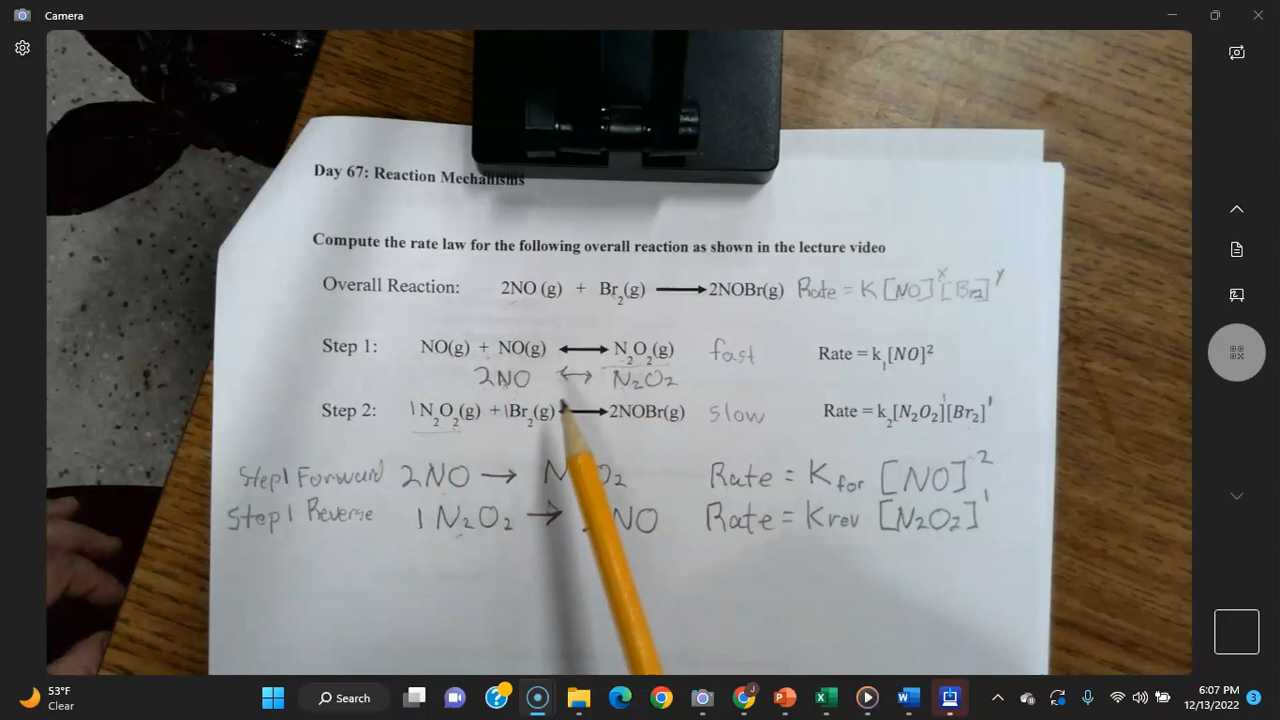 Camera
Day 67: Reaction Mechanisms
Compute the rate law for the following overall reaction as shown in the lecture video
Overall Reaction: 2NO (g) + Br₂(g) ⟶ 2NOBr(g) Rate = K[NO]ˣ[Br₂]ʸ
Step 1: NO(g) + NO(g) ⟷ N₂O₂(g) fast Rate = k₁[NO]²
2NO ↔ N₂O₂
Step 2: 1N₂O₂(g) + 1Br₂(g) ⟶ 2NOBr(g) slow Rate = k₂[N₂O₂]¹[Br₂]¹
Step 1 Forward 2NO → N O₂ Rate = K for [NO]²
Step 1 Reverse 1 N₂O₂ → NO Rate = Krev [N₂O₂]¹
53°F
Clear
Search
6:07 PM
12/13/2022
3